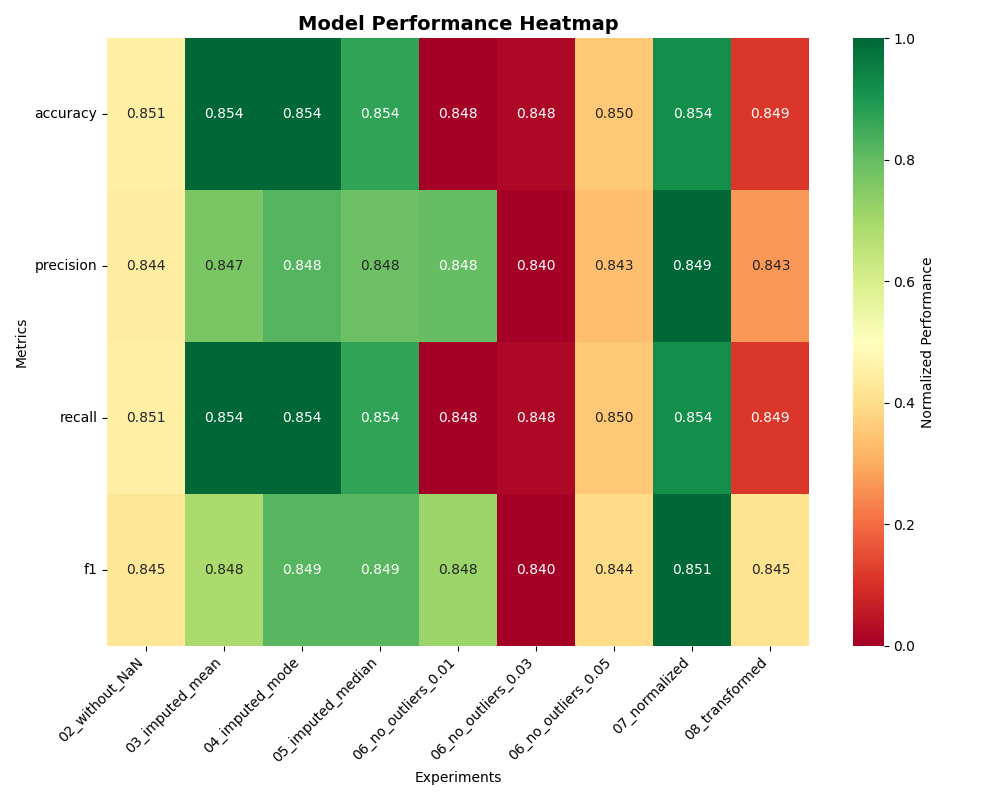 Model Performance Heatmap
accuracy 0.851 0.854 0.854 0.854 0.848 0.848 0.850 0.854 0.849
precision 0.844 0.847 0.848 0.848 0.848 0.840 0.843 0.849 0.843
recall 0.851 0.854 0.854 0.854 0.848 0.848 0.850 0.854 0.849
f1 0.845 0.848 0.849 0.849 0.848 0.840 0.844 0.851 0.845
Metrics
02_without_NaN
03_imputed_mean
04_imputed_mode
05_imputed_median
06_no_outliers_0.01
06_no_outliers_0.03
06_no_outliers_0.05
07_normalized
08_transformed
Experiments
1.0
0.8
0.6
0.4
0.2
0.0
Normalized Performance